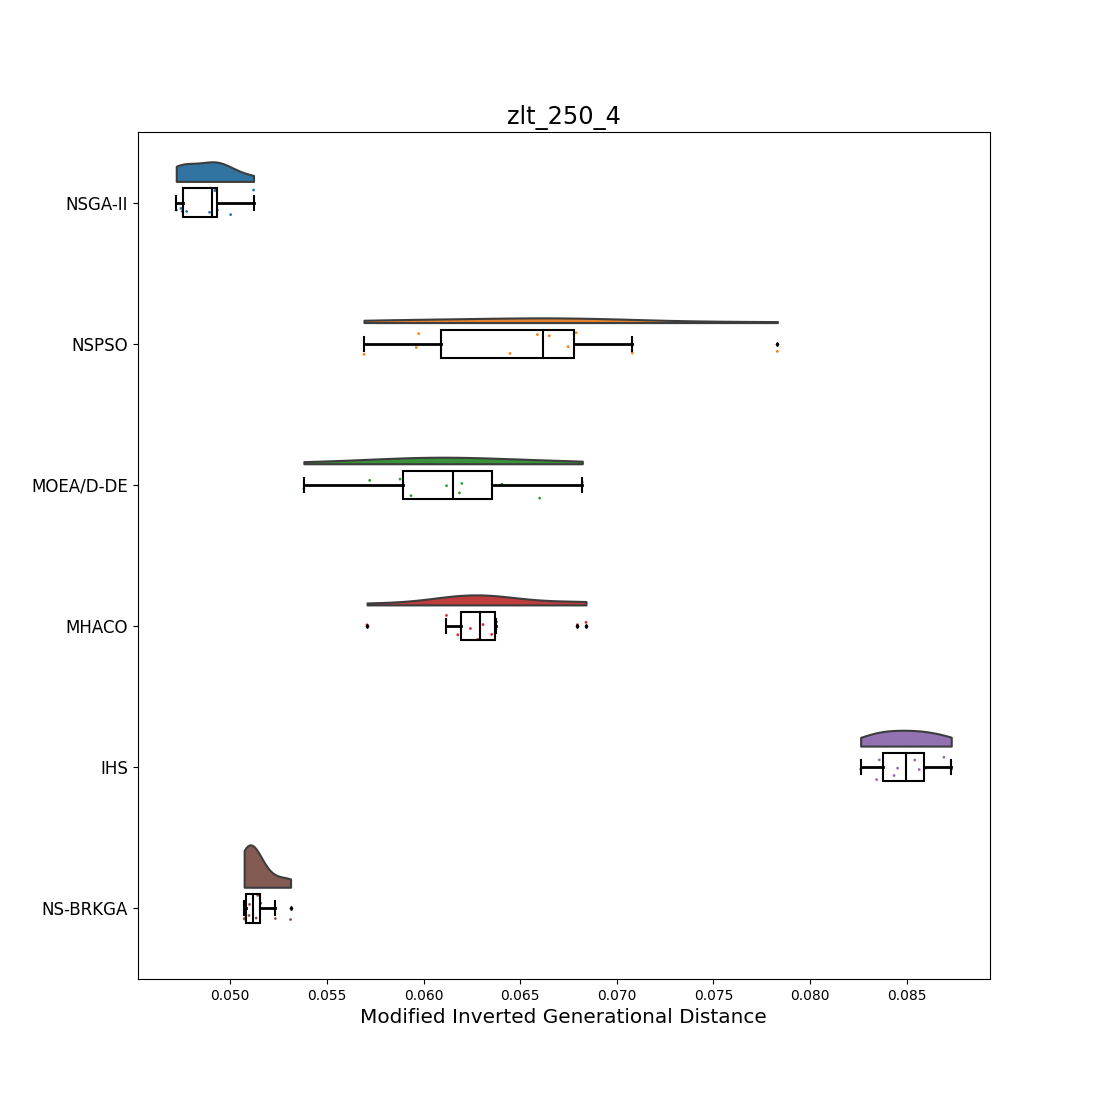 zlt_250_4
NSGA-II
NSPSO
MOEA/D-DE
MHACO
IHS
NS-BRKGA
0.050 0.055 0.060 0.065 0.070 0.075 0.080 0.085
Modified Inverted Generational Distance